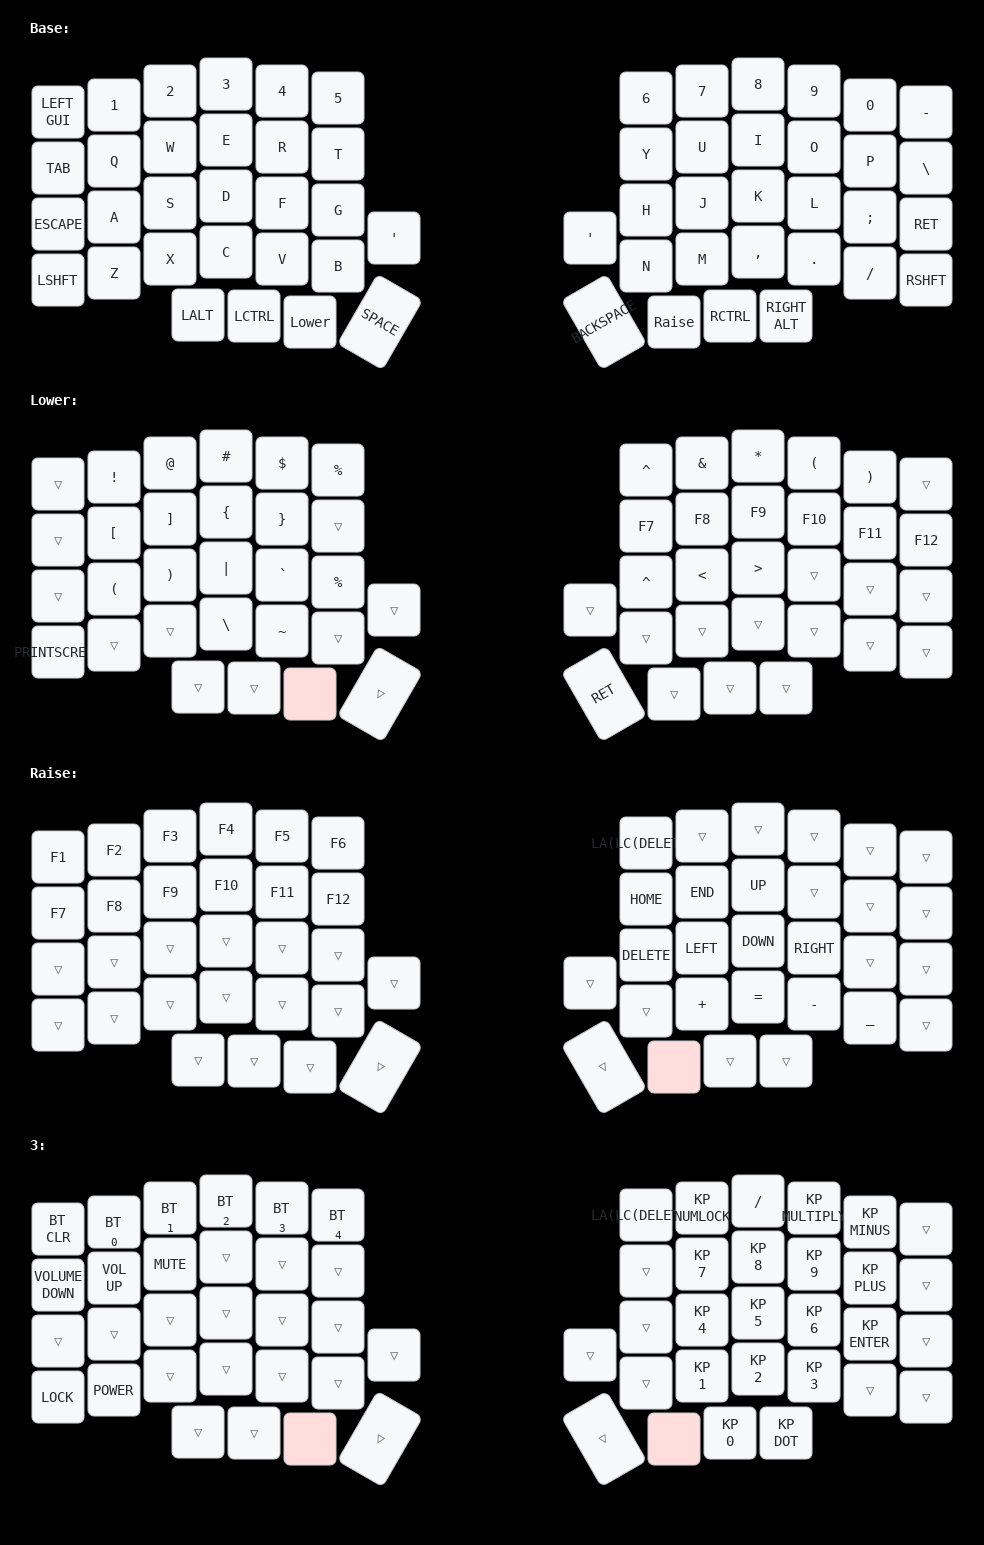 Base:
LEFT GUI 1 2 3 4 5 6 7 8 9 0 -
TAB Q W E R T Y U I O P \
ESCAPE A S D F G H J K L ; RET
' '
LSHFT Z X C V B N M , . / RSHFT
LALT LCTRL Lower SPACE BACKSPACE Raise RCTRL RIGHT ALT
Lower:
▽ ! @ # $ % ^ & * ( ) ▽
▽ [ ] { } ▽ F7 F8 F9 F10 F11 F12
▽ ( ) | ` % ^ < > ▽ ▽ ▽
▽ ▽
PRINTSCRE ▽ ▽ \ ~ ▽ ▽ ▽ ▽ ▽ ▽ ▽
▽ ▽ ▽ RET ▽ ▽ ▽
Raise:
F1 F2 F3 F4 F5 F6 LA(LC(DELET ▽ ▽ ▽ ▽ ▽
F7 F8 F9 F10 F11 F12 HOME END UP ▽ ▽ ▽
▽ ▽ ▽ ▽ ▽ ▽ DELETE LEFT DOWN RIGHT ▽ ▽
▽ ▽
▽ ▽ ▽ ▽ ▽ ▽ ▽ + = - _ ▽
▽ ▽ ▽ ▽ ▽ ▽ ▽
3:
BT CLR BT 0 BT 1 BT 2 BT 3 BT 4 LA(LC(DELET KP NUMLOCK / KP MULTIPLY KP MINUS ▽
VOLUME DOWN VOL UP MUTE ▽ ▽ ▽ ▽ KP 7 KP 8 KP 9 KP PLUS ▽
▽ ▽ ▽ ▽ ▽ ▽ ▽ KP 4 KP 5 KP 6 KP ENTER ▽
▽ ▽
LOCK POWER ▽ ▽ ▽ ▽ ▽ KP 1 KP 2 KP 3 ▽ ▽
▽ ▽ ▽ ▽ KP 0 KP DOT